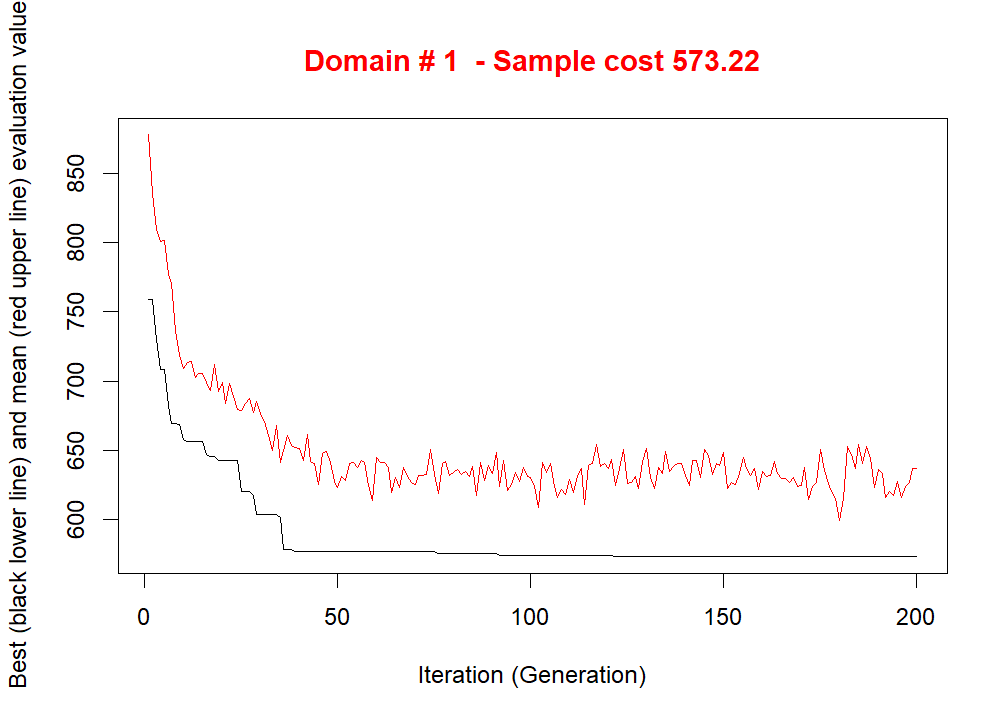 Domain # 1  - Sample cost 573.22
Best (black lower line) and mean (red upper line) evaluation value
850
800
750
700
650
600
0 50 100 150 200
Iteration (Generation)